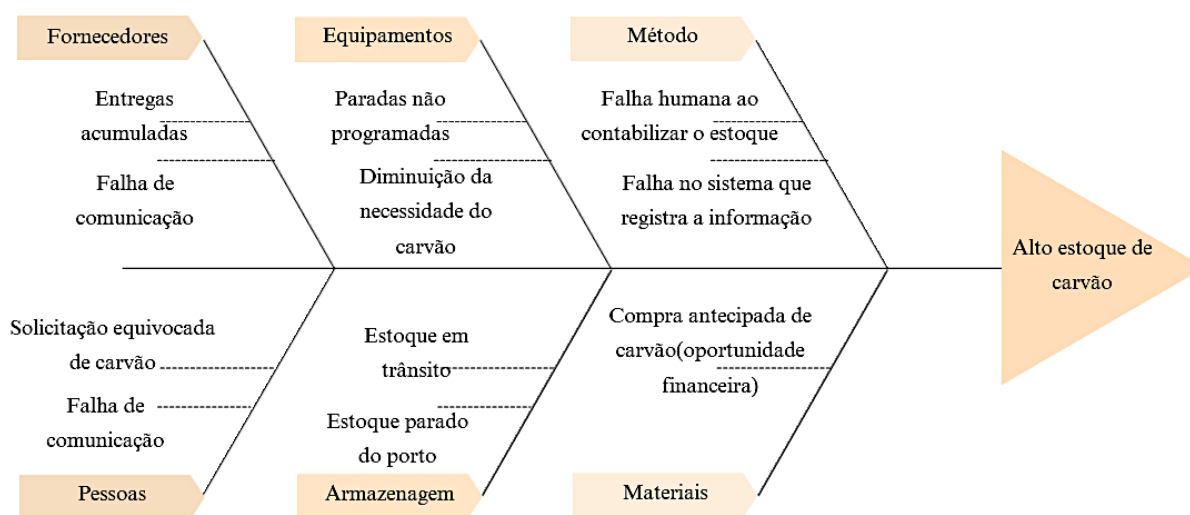 Fornecedores
Equipamentos
Método
Entregas
acumuladas
Falha de
comunicação
Paradas não
programadas
Diminuição da
necessidade do
carvão
Falha humana ao
contabilizar o estoque
Falha no sistema que
registra a informação
Alto estoque de
carvão
Solicitação equivocada
de carvão
Falha de
comunicação
Estoque em
trânsito
Estoque parado
do porto
Compra antecipada de
carvão(oportunidade
financeira)
Pessoas
Armazenagem
Materiais